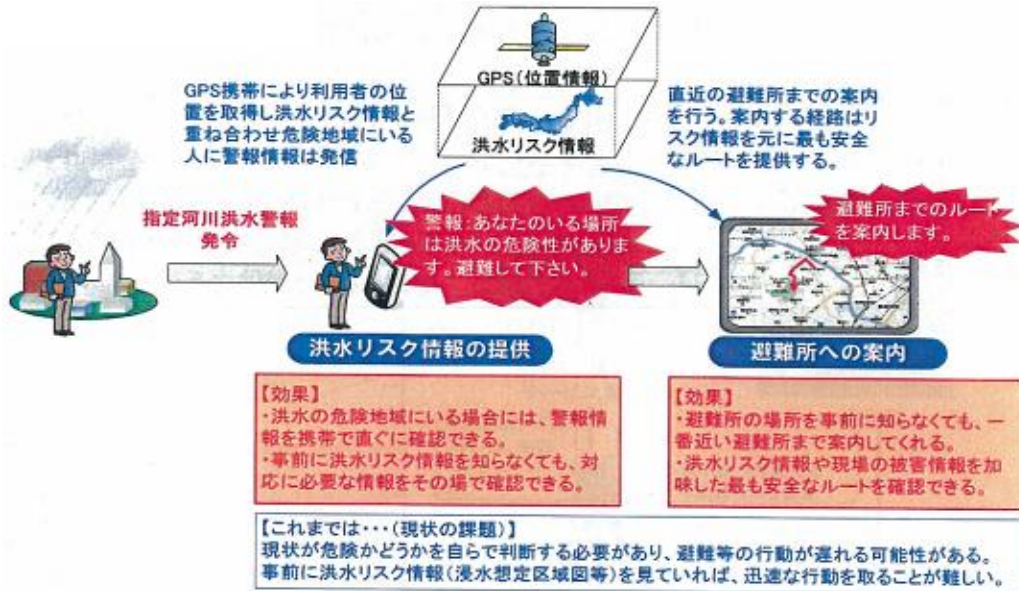 GPS(位置情報)
洪水リスク情報
GPS携帯により利用者の位
置を取得し洪水リスク情報と
重ね合わせ危険地域にいる
人に警報情報は発信
直近の避難所までの案内
を行う。案内する経路はリ
スク情報を元に最も安全
なルートを提供する。
指定河川洪水警報
発令
警報:あなたのいる場所
は洪水の危険性がありま
す。避難して下さい。
避難所までのルート
を案内します。
洪水リスク情報の提供
避難所への案内
【効果】
・洪水の危険地域にいる場合には、警報情
報を携帯で直ぐに確認できる。
・事前に洪水リスク情報を知らなくても、対
応に必要な情報をその場で確認できる。
【効果】
・避難所の場所を事前に知らなくても、一
番近い避難所まで案内してくれる。
・洪水リスク情報や現場の被害情報を加
味した最も安全なルートを確認できる。
【これまでは・・・(現状の課題)】
現状が危険かどうかを自らで判断する必要があり、避難等の行動が遅れる可能性がある。
事前に洪水リスク情報(浸水想定区域図等)を見ていれば、迅速な行動を取ることが難しい。